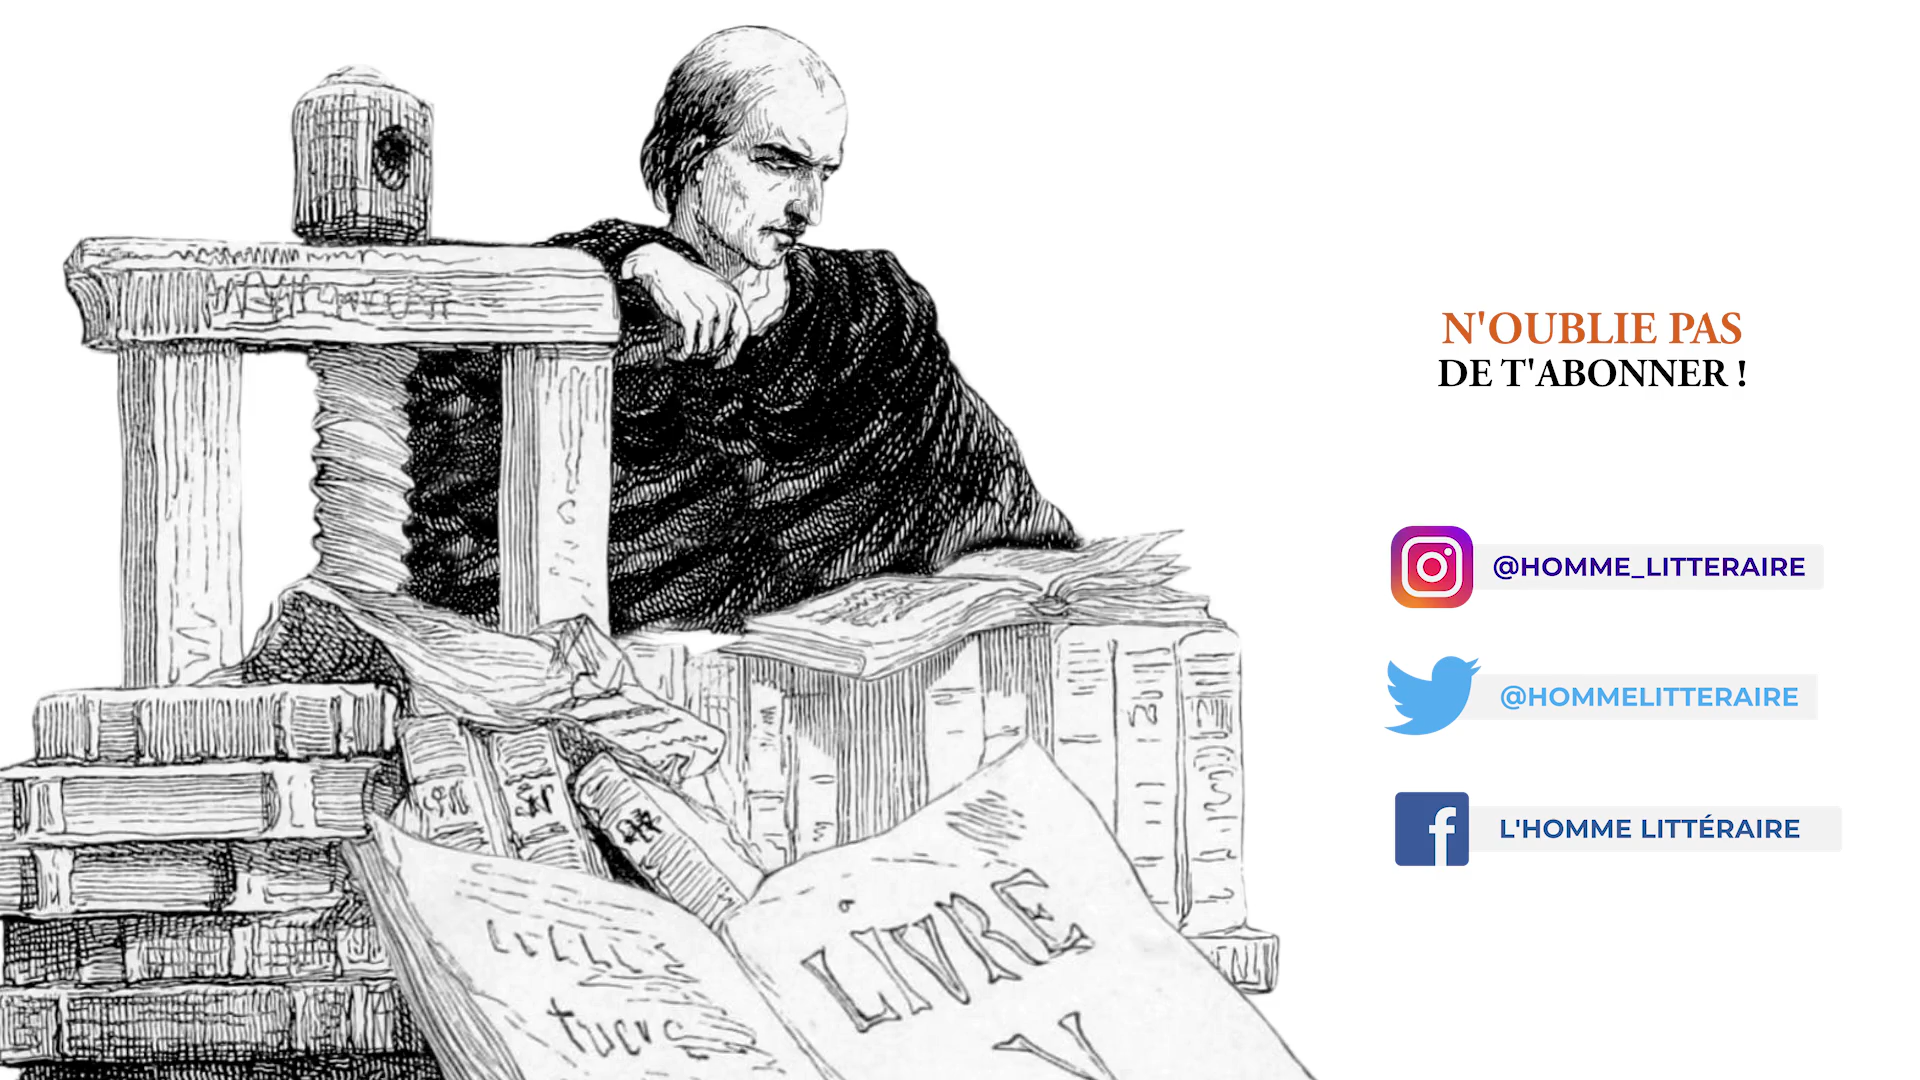 N'OUBLIE PAS
DE T'ABONNER !
@HOMME_LITTERAIRE
@HOMMELITTERAIRE
L'HOMME LITTÉRAIRE
LIVRE
V